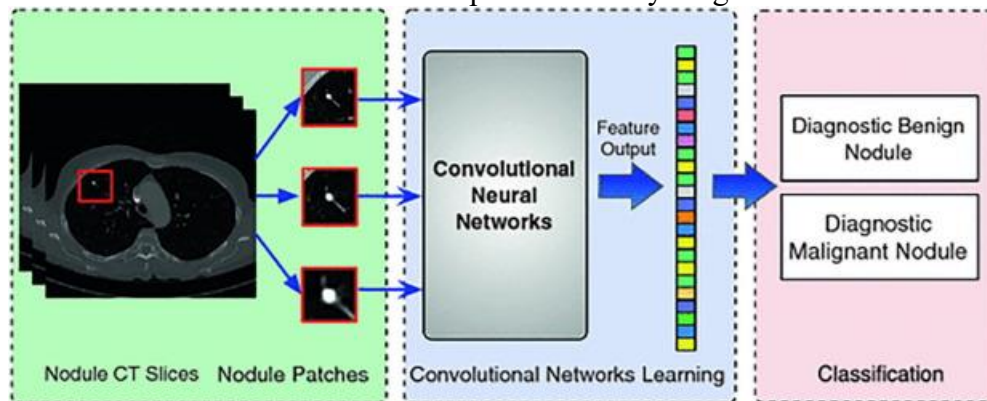 Nodule CT Slices
Nodule Patches
Convolutional
Neural
Networks
Feature
Output
Convolutional Networks Learning
Diagnostic Benign
Nodule
Diagnostic
Malignant Nodule
Classification